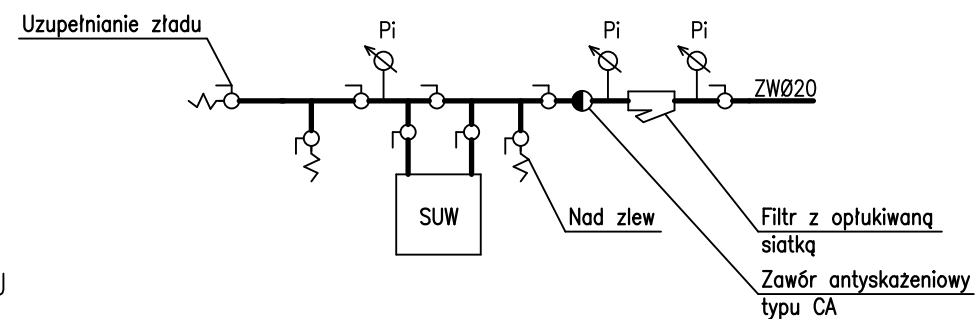 Uzupełnianie zładu
Pi
Pi
Pi
ZWØ20
SUW
Nad zlew
Filtr z opłukiwaną
siatką
Zawór antyskażeniowy
typu CA